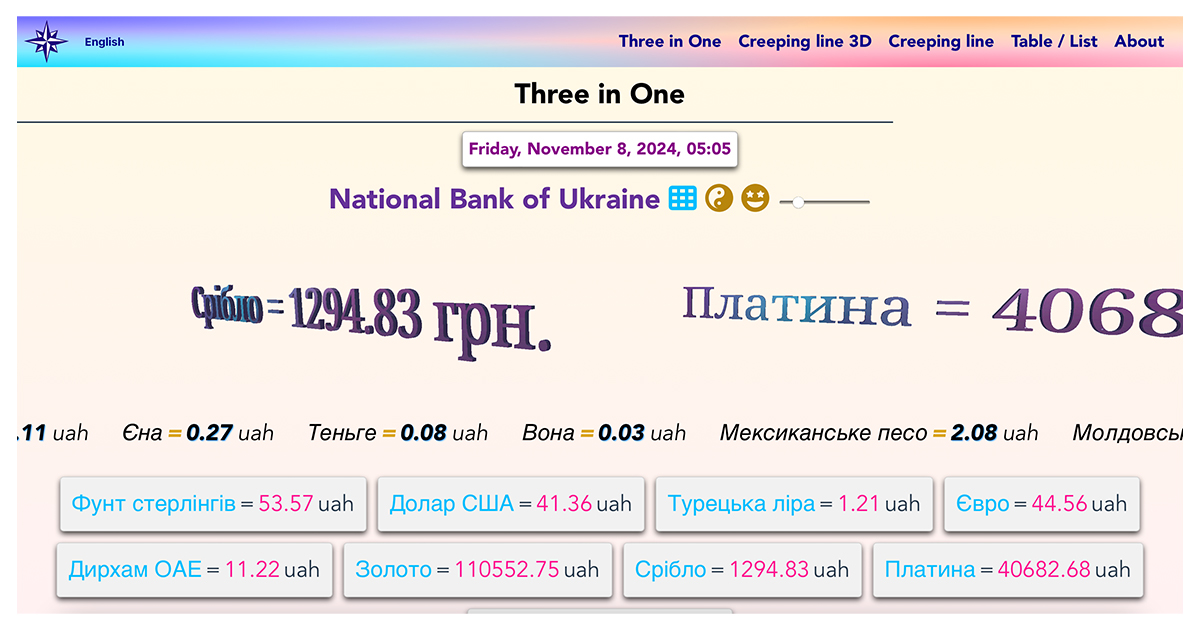 English Three in One Creeping line 3D Creeping line Table / List About
Three in One
Friday, November 8, 2024, 05:05
National Bank of Ukraine
Срібло = 1294.83 грн. Платина = 4068
.11 uah Єна = 0.27 uah Теньге = 0.08 uah Вона = 0.03 uah Мексиканське песо = 2.08 uah Молдовсь
Фунт стерлінгів = 53.57 uah Долар США = 41.36 uah Турецька ліра = 1.21 uah Євро = 44.56 uah
Дирхам ОАЕ = 11.22 uah Золото = 110552.75 uah Срібло = 1294.83 uah Платина = 40682.68 uah